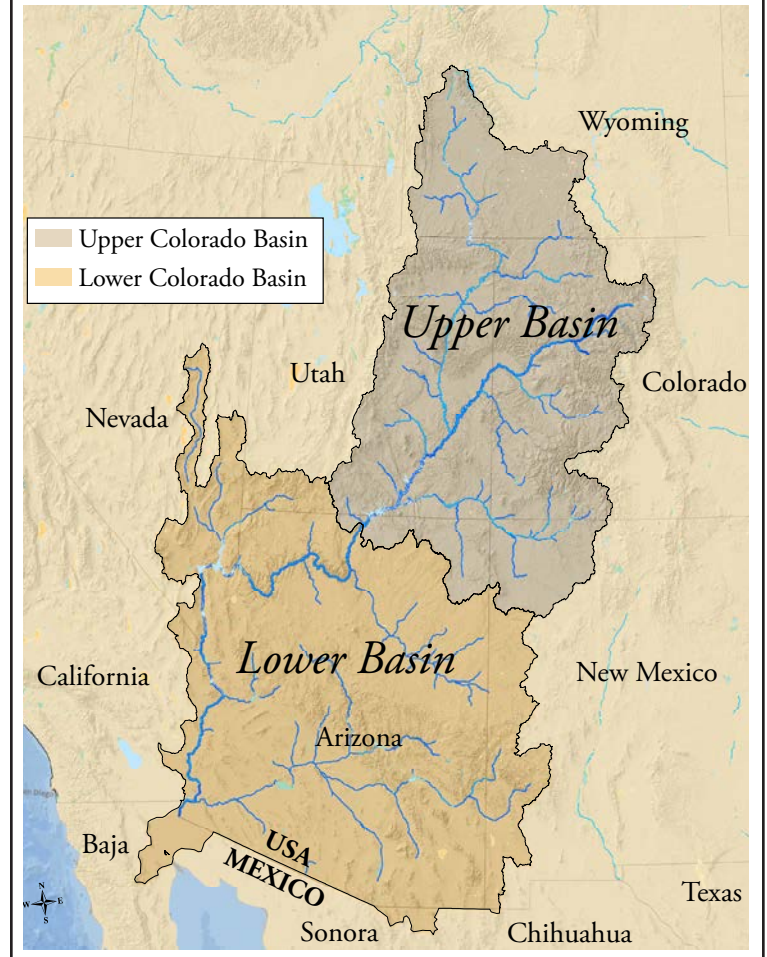 Wyoming
Upper Colorado Basin
Lower Colorado Basin
Upper Basin
Utah
Colorado
Nevada
Lower Basin
California
New Mexico
Arizona
Baja
USA
MEXICO
Texas
Sonora
Chihuahua
N
W
E
S